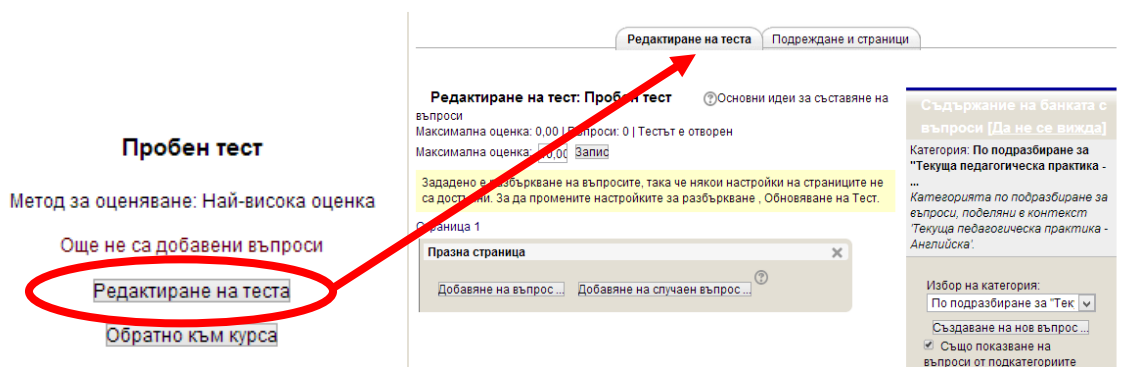 Пробен тест
Метод за оценяване: Най-висока оценка
Още не са добавени въпроси
Редактиране на теста
Обратно към курса
Редактиране на теста
Подреждане и страници
Редактиране на тест: Пробен тест
Основни идеи за съставяне на
въпроси
Максимална оценка: 0,00 | Въпроси: 0 | Тестът е отворен
Максимална оценка: Запис
Зададено е разбъркване на въпросите, така че някои настройки на страниците не
са достъпни. За да промените настройките за разбъркване , Обновяване на Тест.
Страница 1
Празна страница
Добавяне на въпрос ... Добавяне на случаен въпрос ...
Съдържание на банката с
въпроси [Да не се вижда]
Категория: По подразбиране за
"Текуща педагогическа практика -
...
Категорията по подразбиране за
въпроси, поделяни в контекст
'Текуща педагогическа практика -
Английска'.
Избор на категория:
По подразбиране за "Тек
Създаване на нов въпрос ...
Също показване на
въпроси от подкатегориите